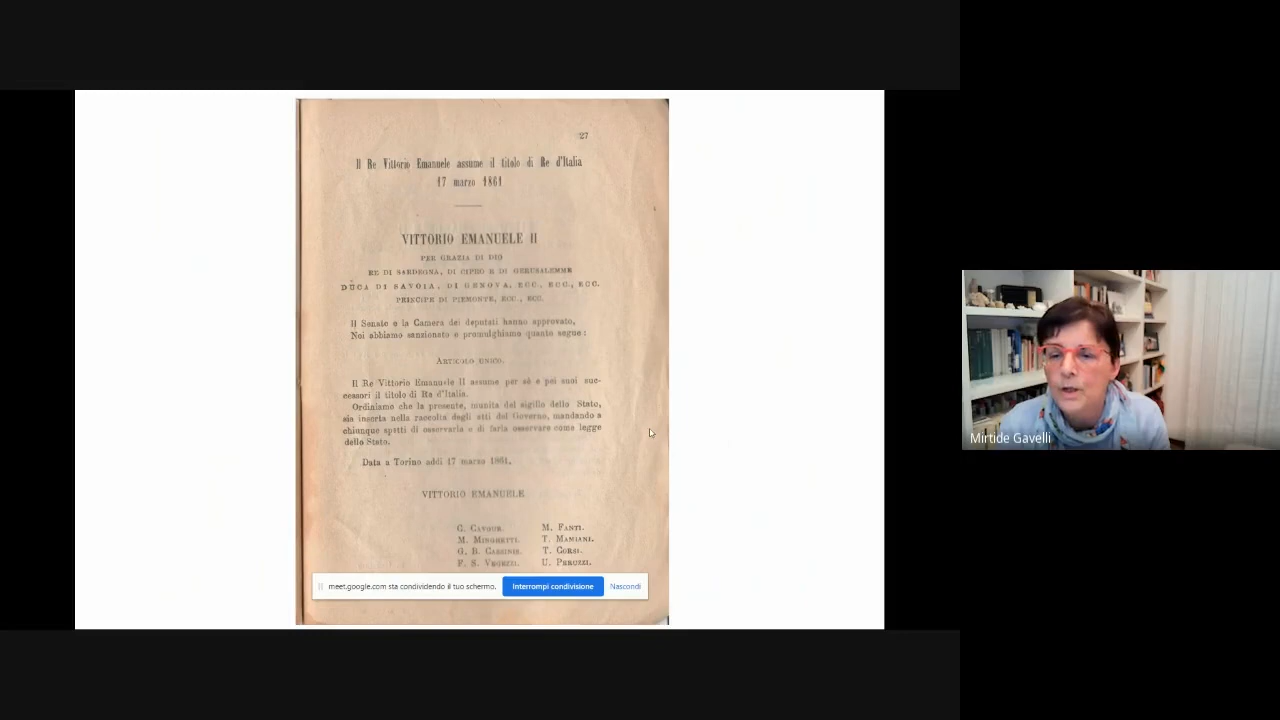 27
Il Re Vittorio Emanuele assume il titolo di Re d'Italia
17 marzo 1861
VITTORIO EMANUELE II
PER GRAZIA DI DIO
RE DI SARDEGNA, DI CIPRO E DI GERUSALEMME
DUCA DI SAVOIA, DI GENOVA, ECC., ECC., ECC.
PRINCIPE DI PIEMONTE, ECC., ECC.
Il Senato e la Camera dei deputati hanno approvato,
Noi abbiamo sanzionato e promulghiamo quanto segue:
ARTICOLO UNICO.
Il Re Vittorio Emanuele II assume per sè e pei suoi suc-
cessori il titolo di Re d'Italia.
Ordiniamo che la presente, munita del sigillo dello Stato,
sia inserta nella raccolta degli atti del Governo, mandando a
chiunque spetti di osservarla e di farla osservare come legge
dello Stato.
Data a Torino addì 17 marzo 1861.
VITTORIO EMANUELE.
C. CAVOUR. M. FANTI.
M. MINGHETTI. T. MAMIANI.
G. B. CASSINIS. T. CORSI.
F. S. VEGEZZI. U. PERUZZI.
meet.google.com sta condividendo il tuo schermo. Interrompi condivisione Nascondi
Mirtide Gavelli